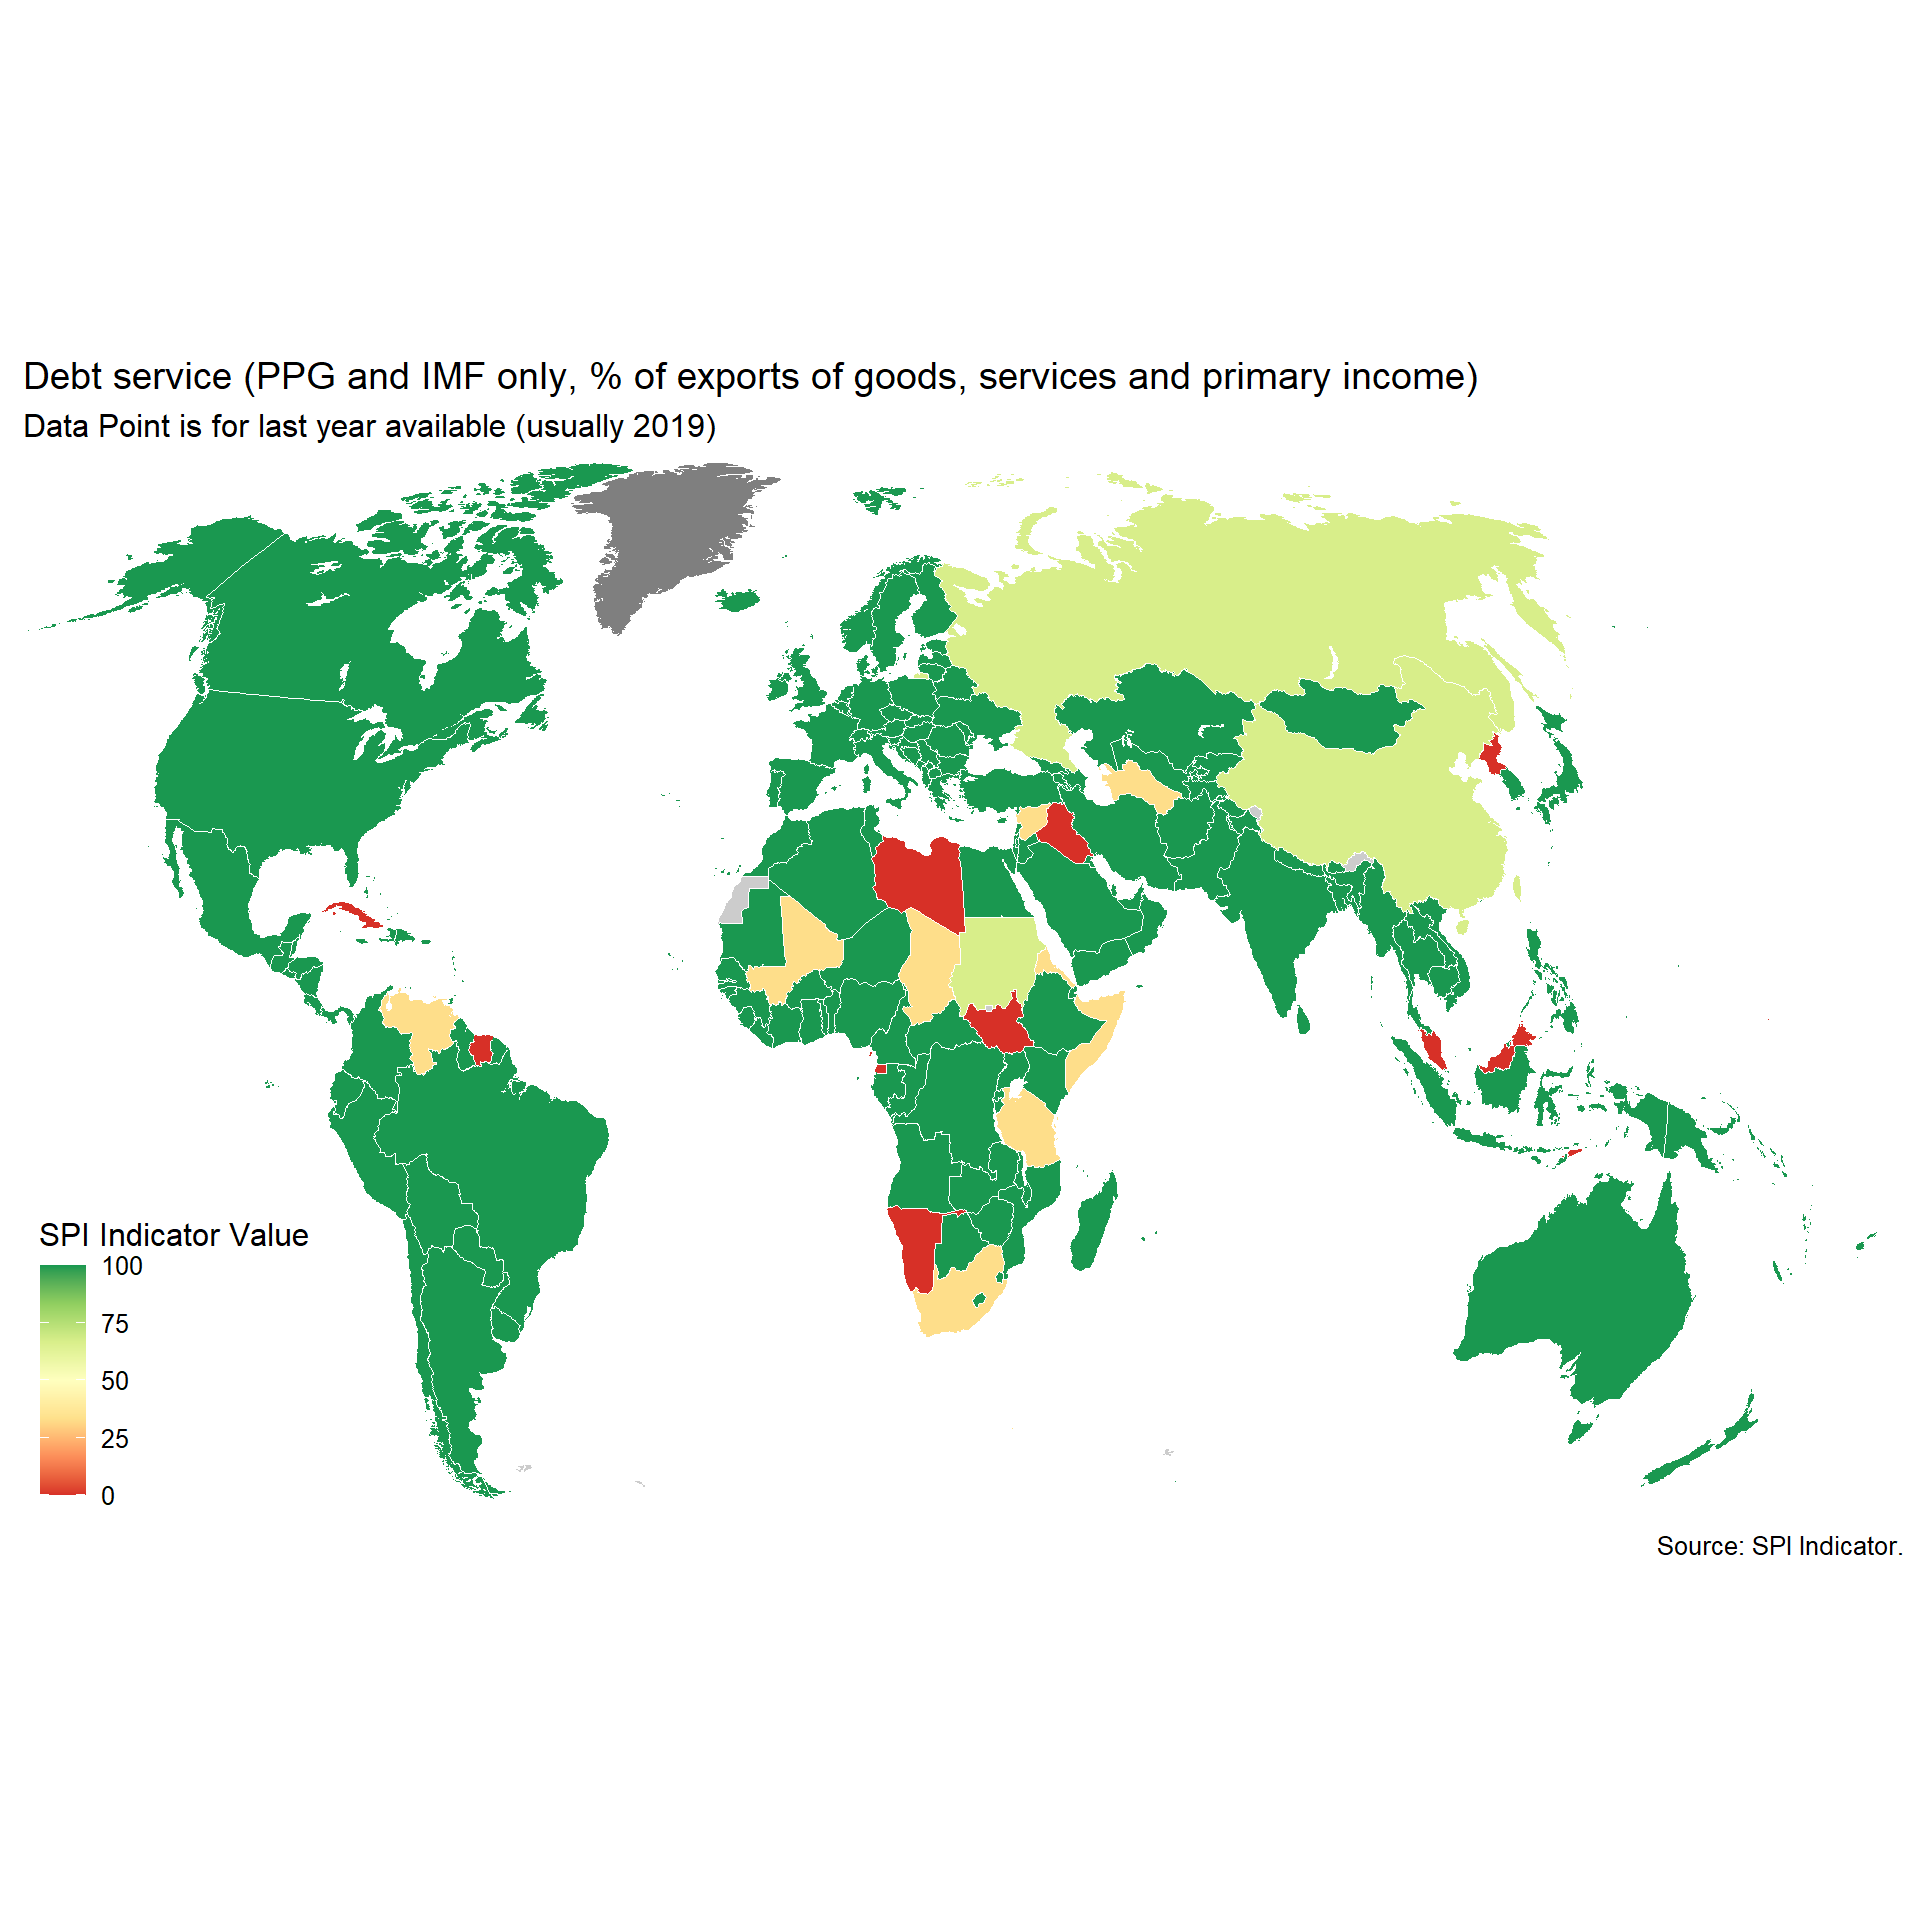 Debt service (PPG and IMF only, % of exports of goods, services and primary income)
Data Point is for last year available (usually 2019)
SPI Indicator Value
100
75
50
25
0
Source: SPI Indicator.